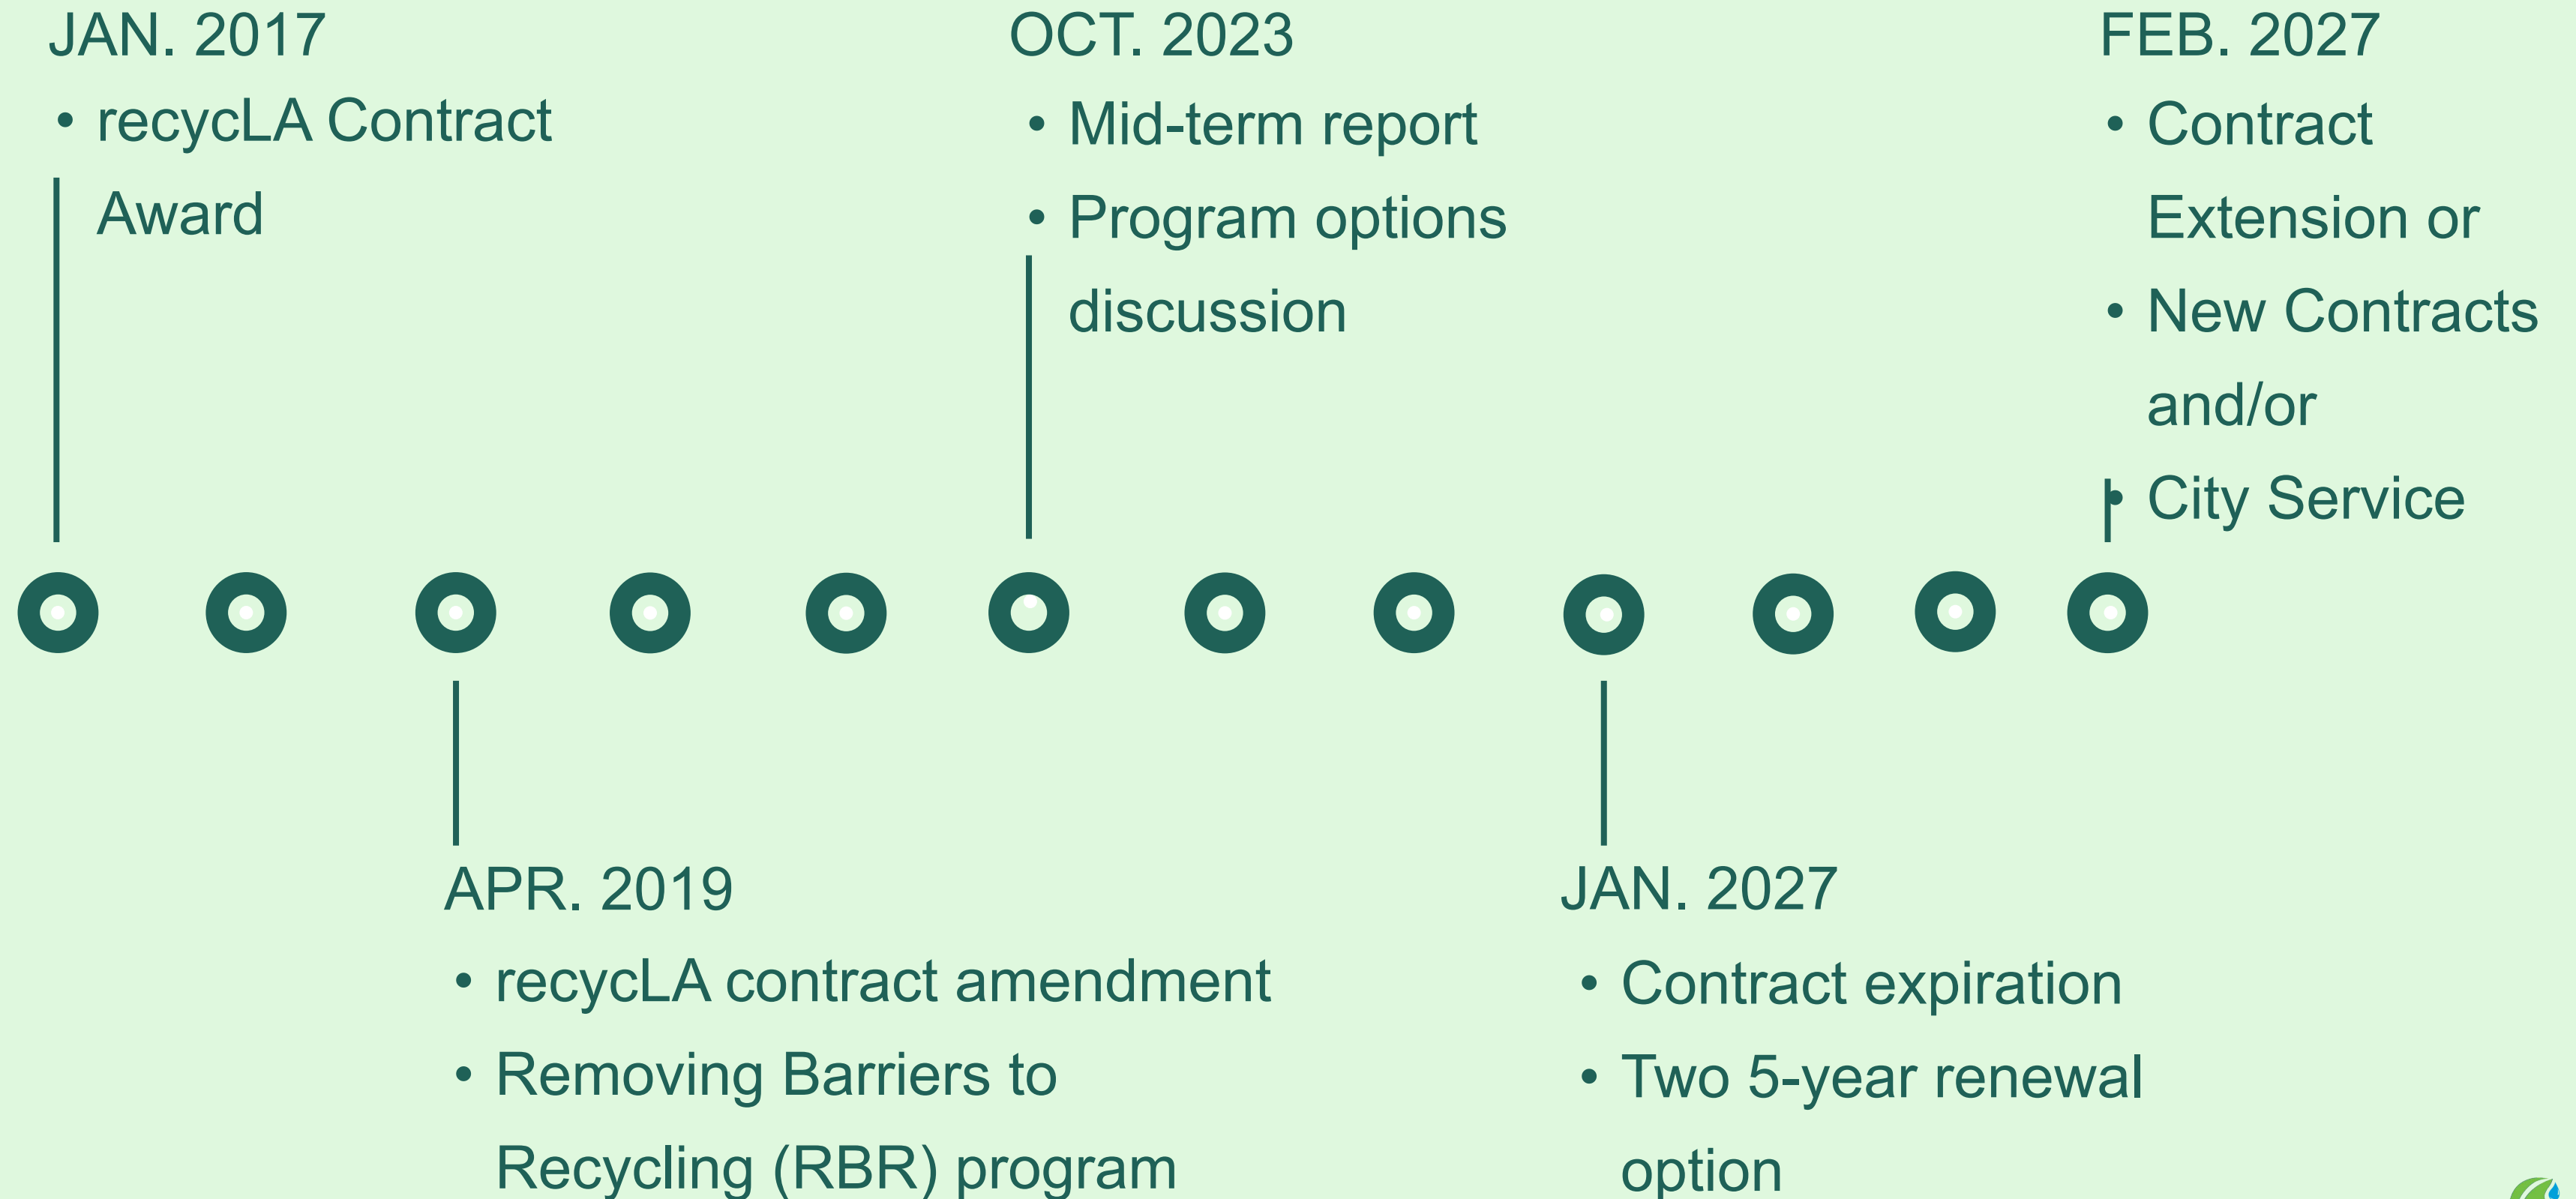 JAN. 2017
• recycLA Contract
Award
OCT. 2023
• Mid-term report
• Program options
discussion
FEB. 2027
• Contract
Extension or
• New Contracts
and/or
• City Service
APR. 2019
• recycLA contract amendment
• Removing Barriers to
Recycling (RBR) program
JAN. 2027
• Contract expiration
• Two 5-year renewal
option